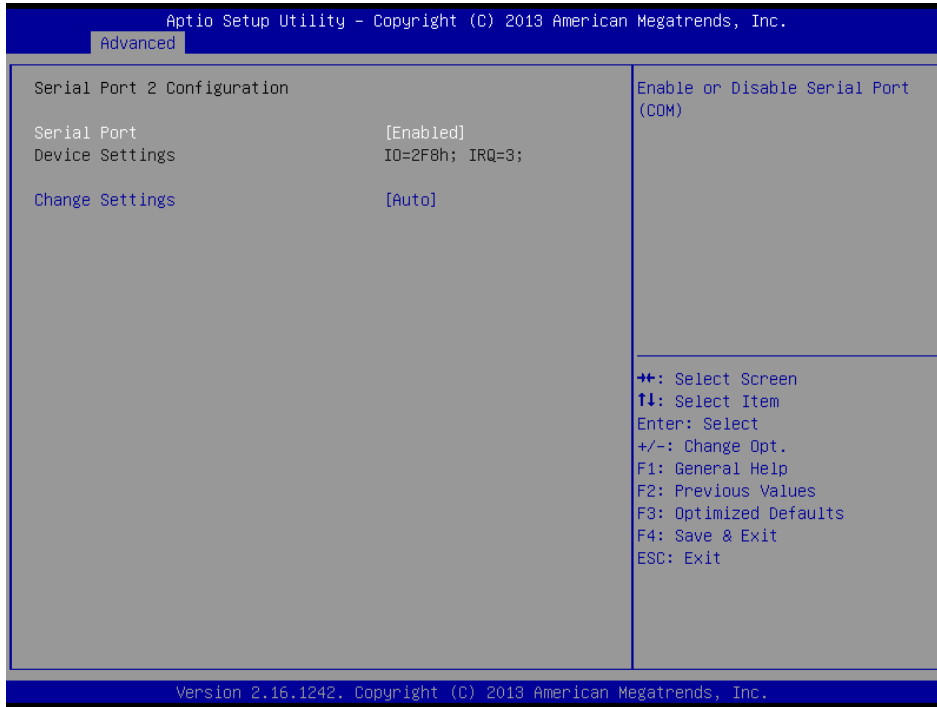 Aptio Setup Utility – Copyright (C) 2013 American Megatrends, Inc.
Advanced
Serial Port 2 Configuration
Serial Port [Enabled]
Device Settings IO=2F8h; IRQ=3;
Change Settings [Auto]
Enable or Disable Serial Port
(COM)
→←: Select Screen
↑↓: Select Item
Enter: Select
+/-: Change Opt.
F1: General Help
F2: Previous Values
F3: Optimized Defaults
F4: Save & Exit
ESC: Exit
Version 2.16.1242. Copyright (C) 2013 American Megatrends, Inc.